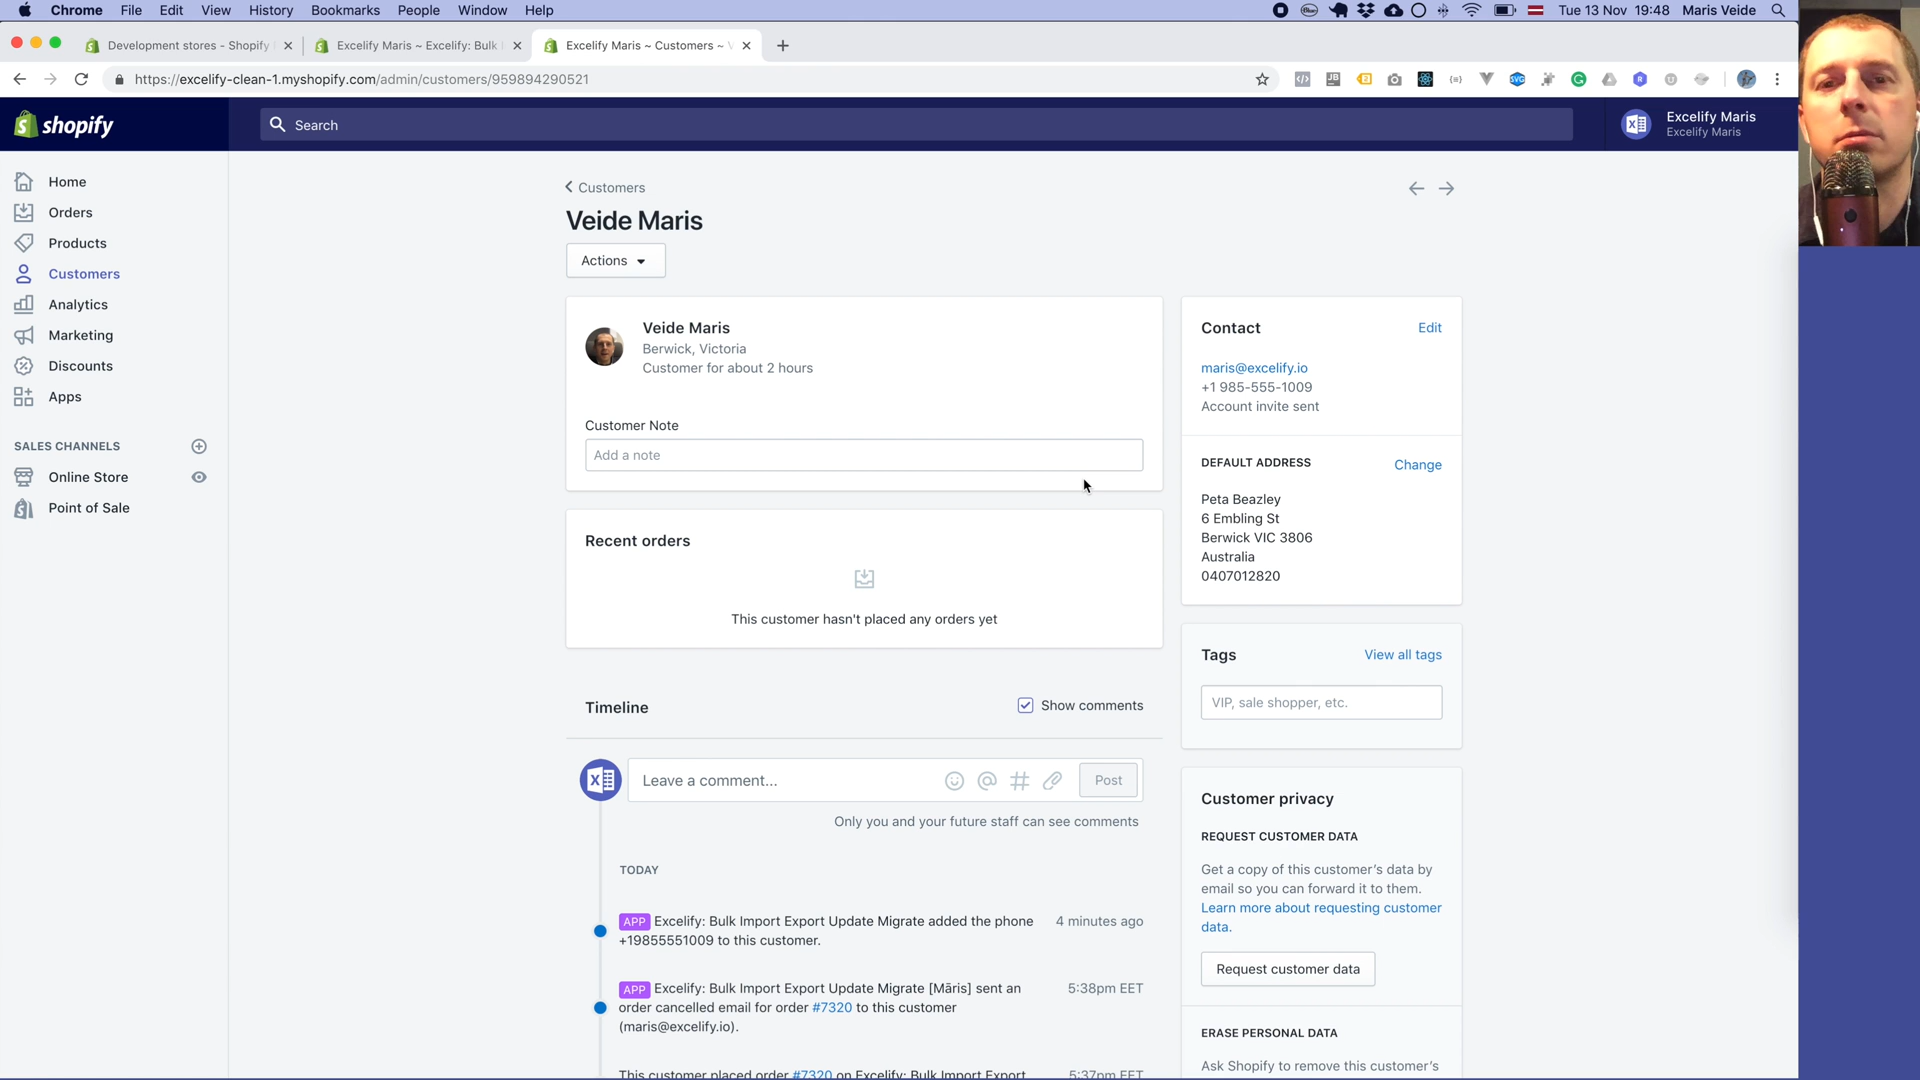 Chrome File Edit View History Bookmarks People Window Help
Tue 13 Nov 19:48 Maris Veide
Development stores - Shopify
Excelify Maris ~ Excelify: Bulk
Excelify Maris ~ Customers ~
https://excelify-clean-1.myshopify.com/admin/customers/959894290521
shopify
Search
Excelify Maris
Excelify Maris
Home
Orders
Products
Customers
Analytics
Marketing
Discounts
Apps
SALES CHANNELS
Online Store
Point of Sale
Customers
Veide Maris
Actions
Veide Maris
Berwick, Victoria
Customer for about 2 hours
Customer Note
Add a note
Recent orders
This customer hasn't placed any orders yet
Timeline
Show comments
Leave a comment...
Post
Only you and your future staff can see comments
TODAY
APP Excelify: Bulk Import Export Update Migrate added the phone
+19855551009 to this customer.
4 minutes ago
APP Excelify: Bulk Import Export Update Migrate [Māris] sent an
order cancelled email for order #7320 to this customer
(maris@excelify.io).
5:38pm EET
This customer placed order #7320 on Excelify: Bulk Import Export
5:37pm EET
Contact
Edit
maris@excelify.io
+1 985-555-1009
Account invite sent
DEFAULT ADDRESS
Change
Peta Beazley
6 Embling St
Berwick VIC 3806
Australia
0407012820
Tags
View all tags
VIP, sale shopper, etc.
Customer privacy
REQUEST CUSTOMER DATA
Get a copy of this customer's data by
email so you can forward it to them.
Learn more about requesting customer
data.
Request customer data
ERASE PERSONAL DATA
Ask Shopify to remove this customer's